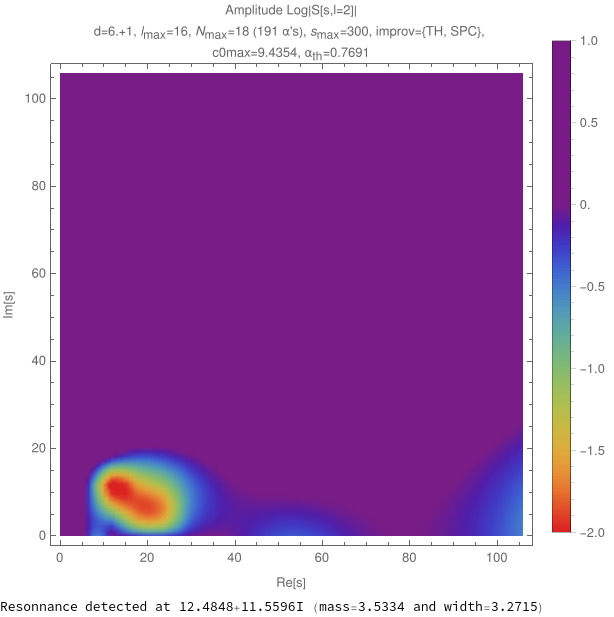 Amplitude Log|S[s,l=2]|
d=6.+1, lmax=16, Nmax=18 (191 α's), smax=300, improv={TH, SPC},
c0max=9.4354, αth=0.7691
100
80
60
40
20
0
Im[s]
0 20 40 60 80 100
Re[s]
1.0
0.5
0.
−0.5
−1.0
−1.5
−2.0
Resonnance detected at 12.4848+11.5596I (mass=3.5334 and width=3.2715)